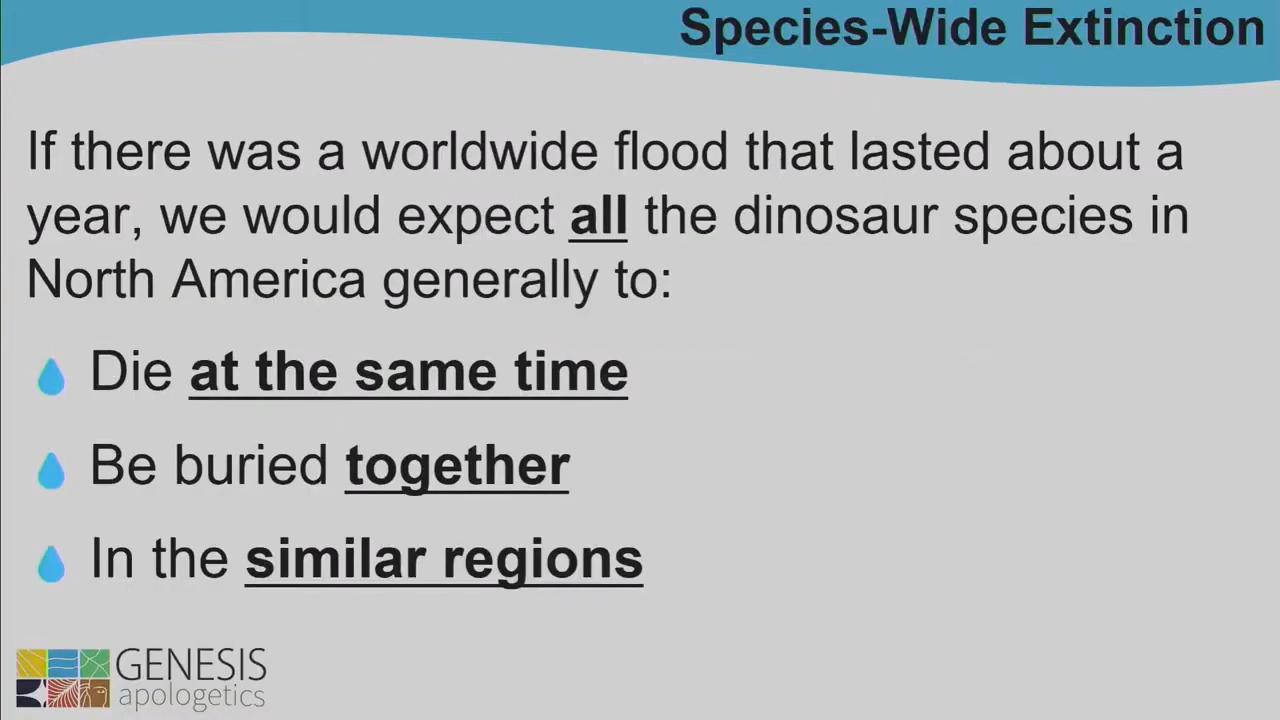 Species-Wide Extinction
If there was a worldwide flood that lasted about a
year, we would expect all the dinosaur species in
North America generally to:
Die at the same time
Be buried together
In the similar regions
GENESIS
apologetics